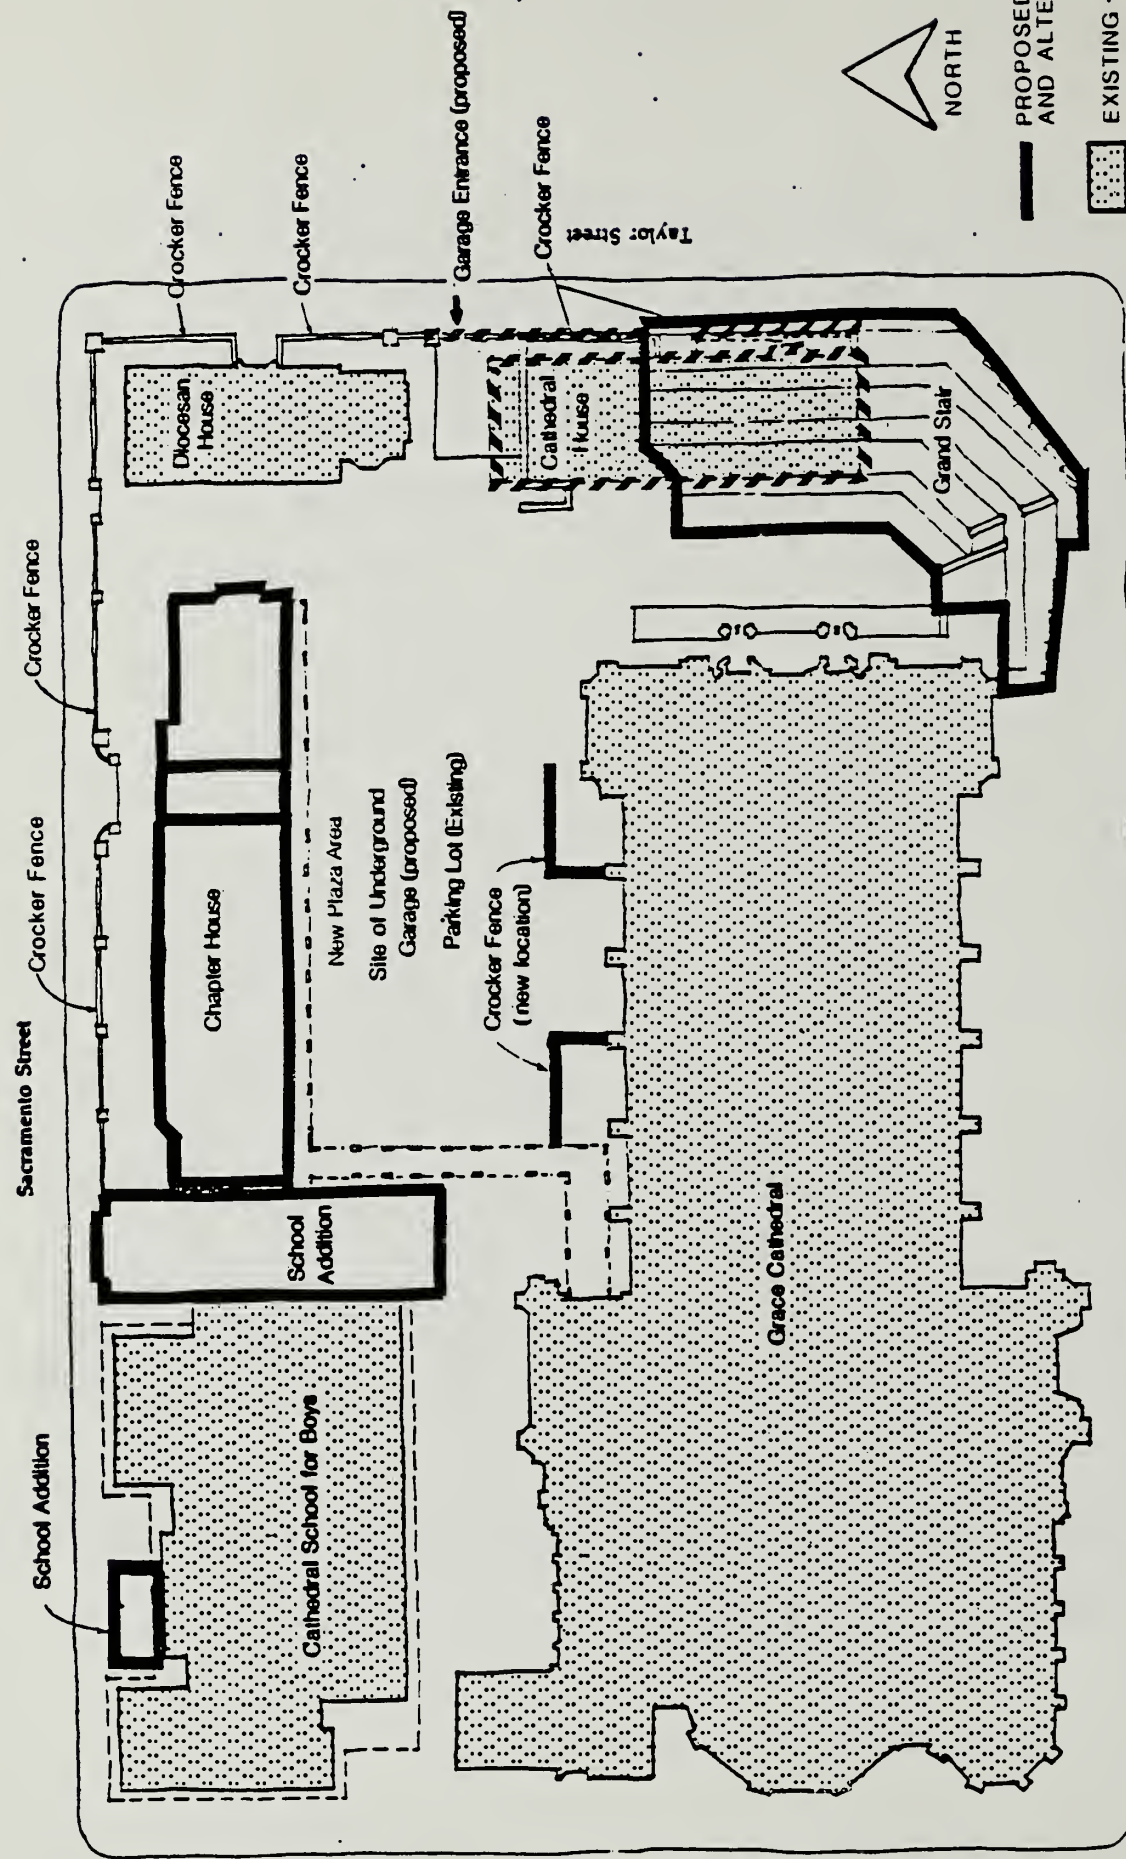 Sacramento Street
School Addition
Crocker Fence
Crocker Fence
Crocker Fence
Crocker Fence
Diocesan
House
Garage Entrance (proposed)
Crocker Fence
Taylor Street
Cathedral
House
Grand Stair
Chapter House
New Plaza Area
Site of Underground
Garage (proposed)
Parking Lot (Existing)
Crocker Fence
(new location)
School
Addition
Cathedral School for Boys
Grace Cathedral
NORTH
PROPOSED
AND ALTE
EXISTING